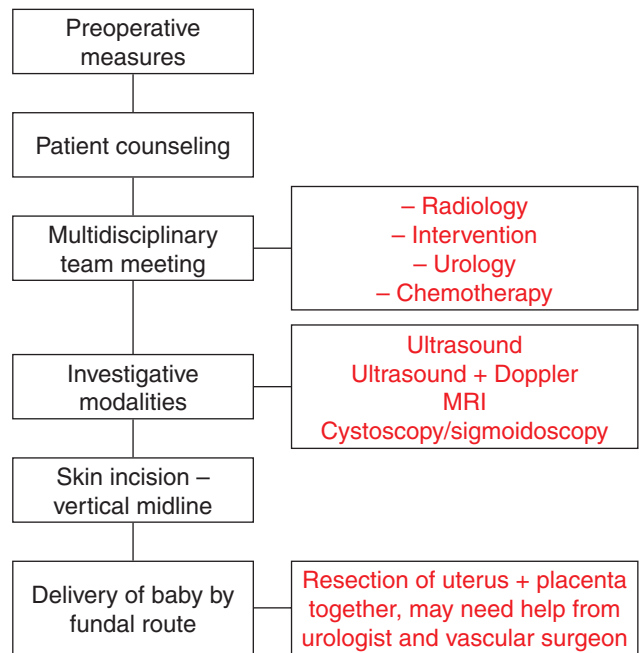 Preoperative
measures
Patient counseling
Multidisciplinary
team meeting
– Radiology
– Intervention
– Urology
– Chemotherapy
Investigative
modalities
Ultrasound
Ultrasound + Doppler
MRI
Cystoscopy/sigmoidoscopy
Skin incision –
vertical midline
Delivery of baby by
fundal route
Resection of uterus + placenta
together, may need help from
urologist and vascular surgeon